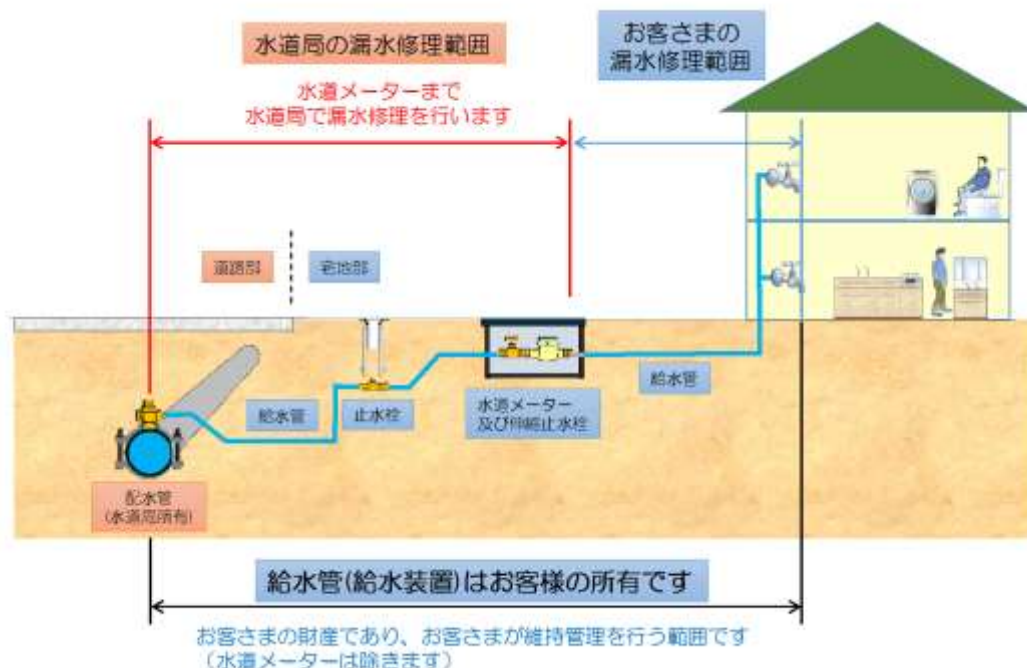 水道局の漏水修理範囲
お客さまの
漏水修理範囲
水道メーターまで
水道局で漏水修理を行います
道路部
宅地部
給水管
止水栓
水道メーター
及び伸縮止水栓
給水管
配水管
(水道局所有)
給水管(給水装置)はお客様の所有です
お客さまの財産であり、お客さまが維持管理を行う範囲です
(水道メーターは除きます)